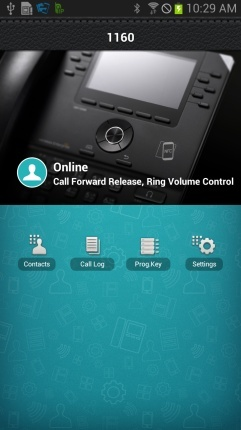 10:29 AM
1160
Online
Call Forward Release, Ring Volume Control
Contacts
Call Log
Prog.Key
Settings